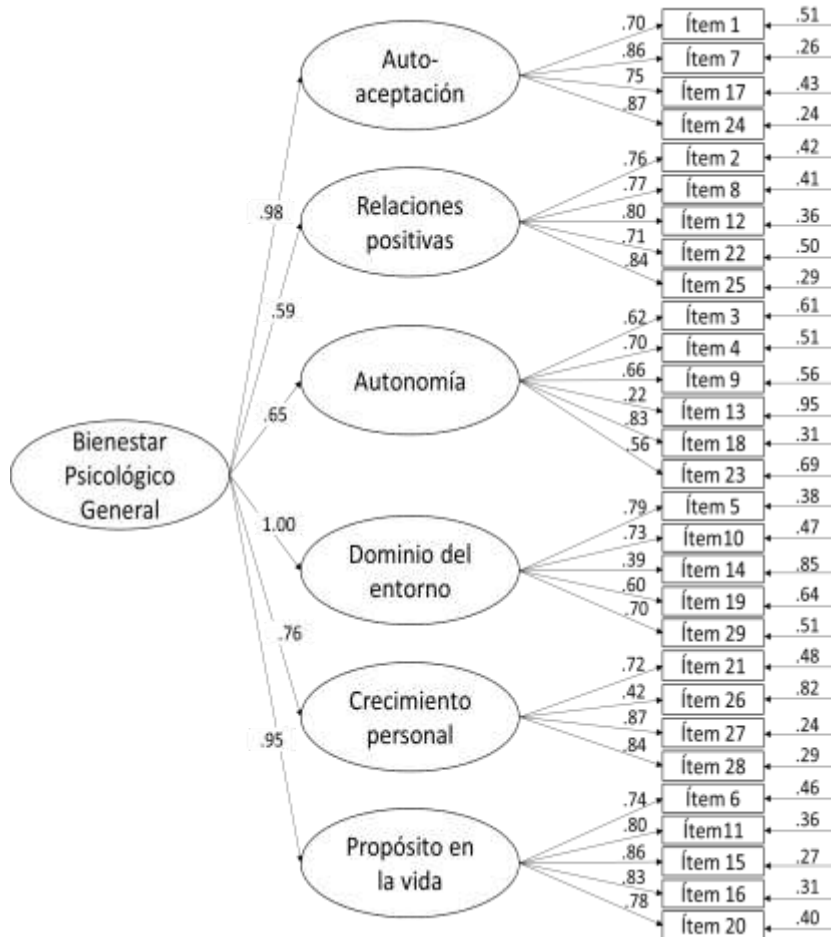 .70 Ítem 1 .51
.86 Ítem 7 .26
Auto-
aceptación
75 Ítem 17 .43
.87 Ítem 24 .24
.76 Ítem 2 .42
.77 Ítem 8 .41
Relaciones
positivas
.80 Ítem 12 .36
.71 Ítem 22 .50
.84 Ítem 25 .29
.98
.59
.62 Ítem 3 .61
.70 Ítem 4 .51
Autonomía
.66 Ítem 9 .56
.22 Ítem 13 .95
.83 Ítem 18 .31
.56 Ítem 23 .69
.65
Bienestar
Psicológico
General
1.00
.79 Ítem 5 .38
.73 Ítem10 .47
Dominio del
entorno
.39 Ítem 14 .85
.60 Ítem 19 .64
.70 Ítem 29 .51
.76
.72 Ítem 21 .48
.42 Ítem 26 .82
Crecimiento
personal
.87 Ítem 27 .24
.84 Ítem 28 .29
.95
.74 Ítem 6 .46
.80 Ítem11 .36
Propósito en
la vida
.86 Ítem 15 .27
.83 Ítem 16 .31
.78 Ítem 20 .40